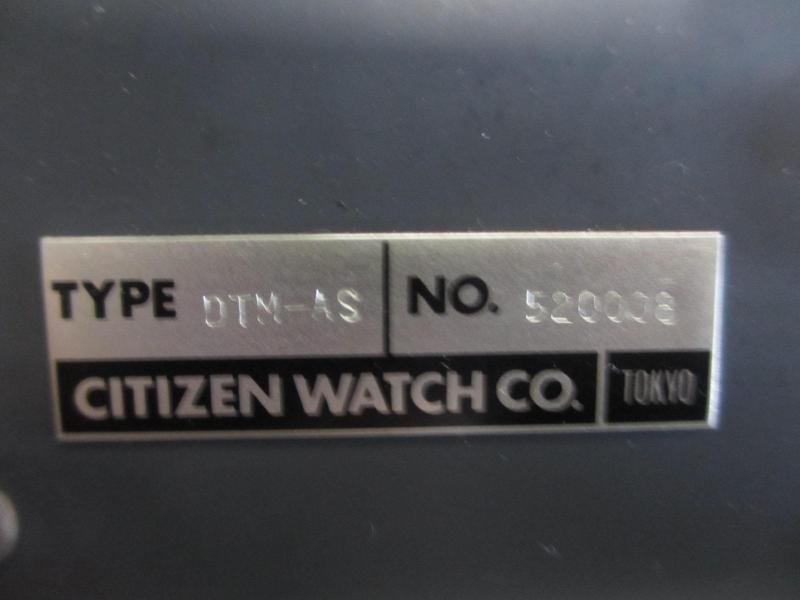 TYPE DTM-AS NO. 520008
CITIZEN WATCH CO. TOKYO